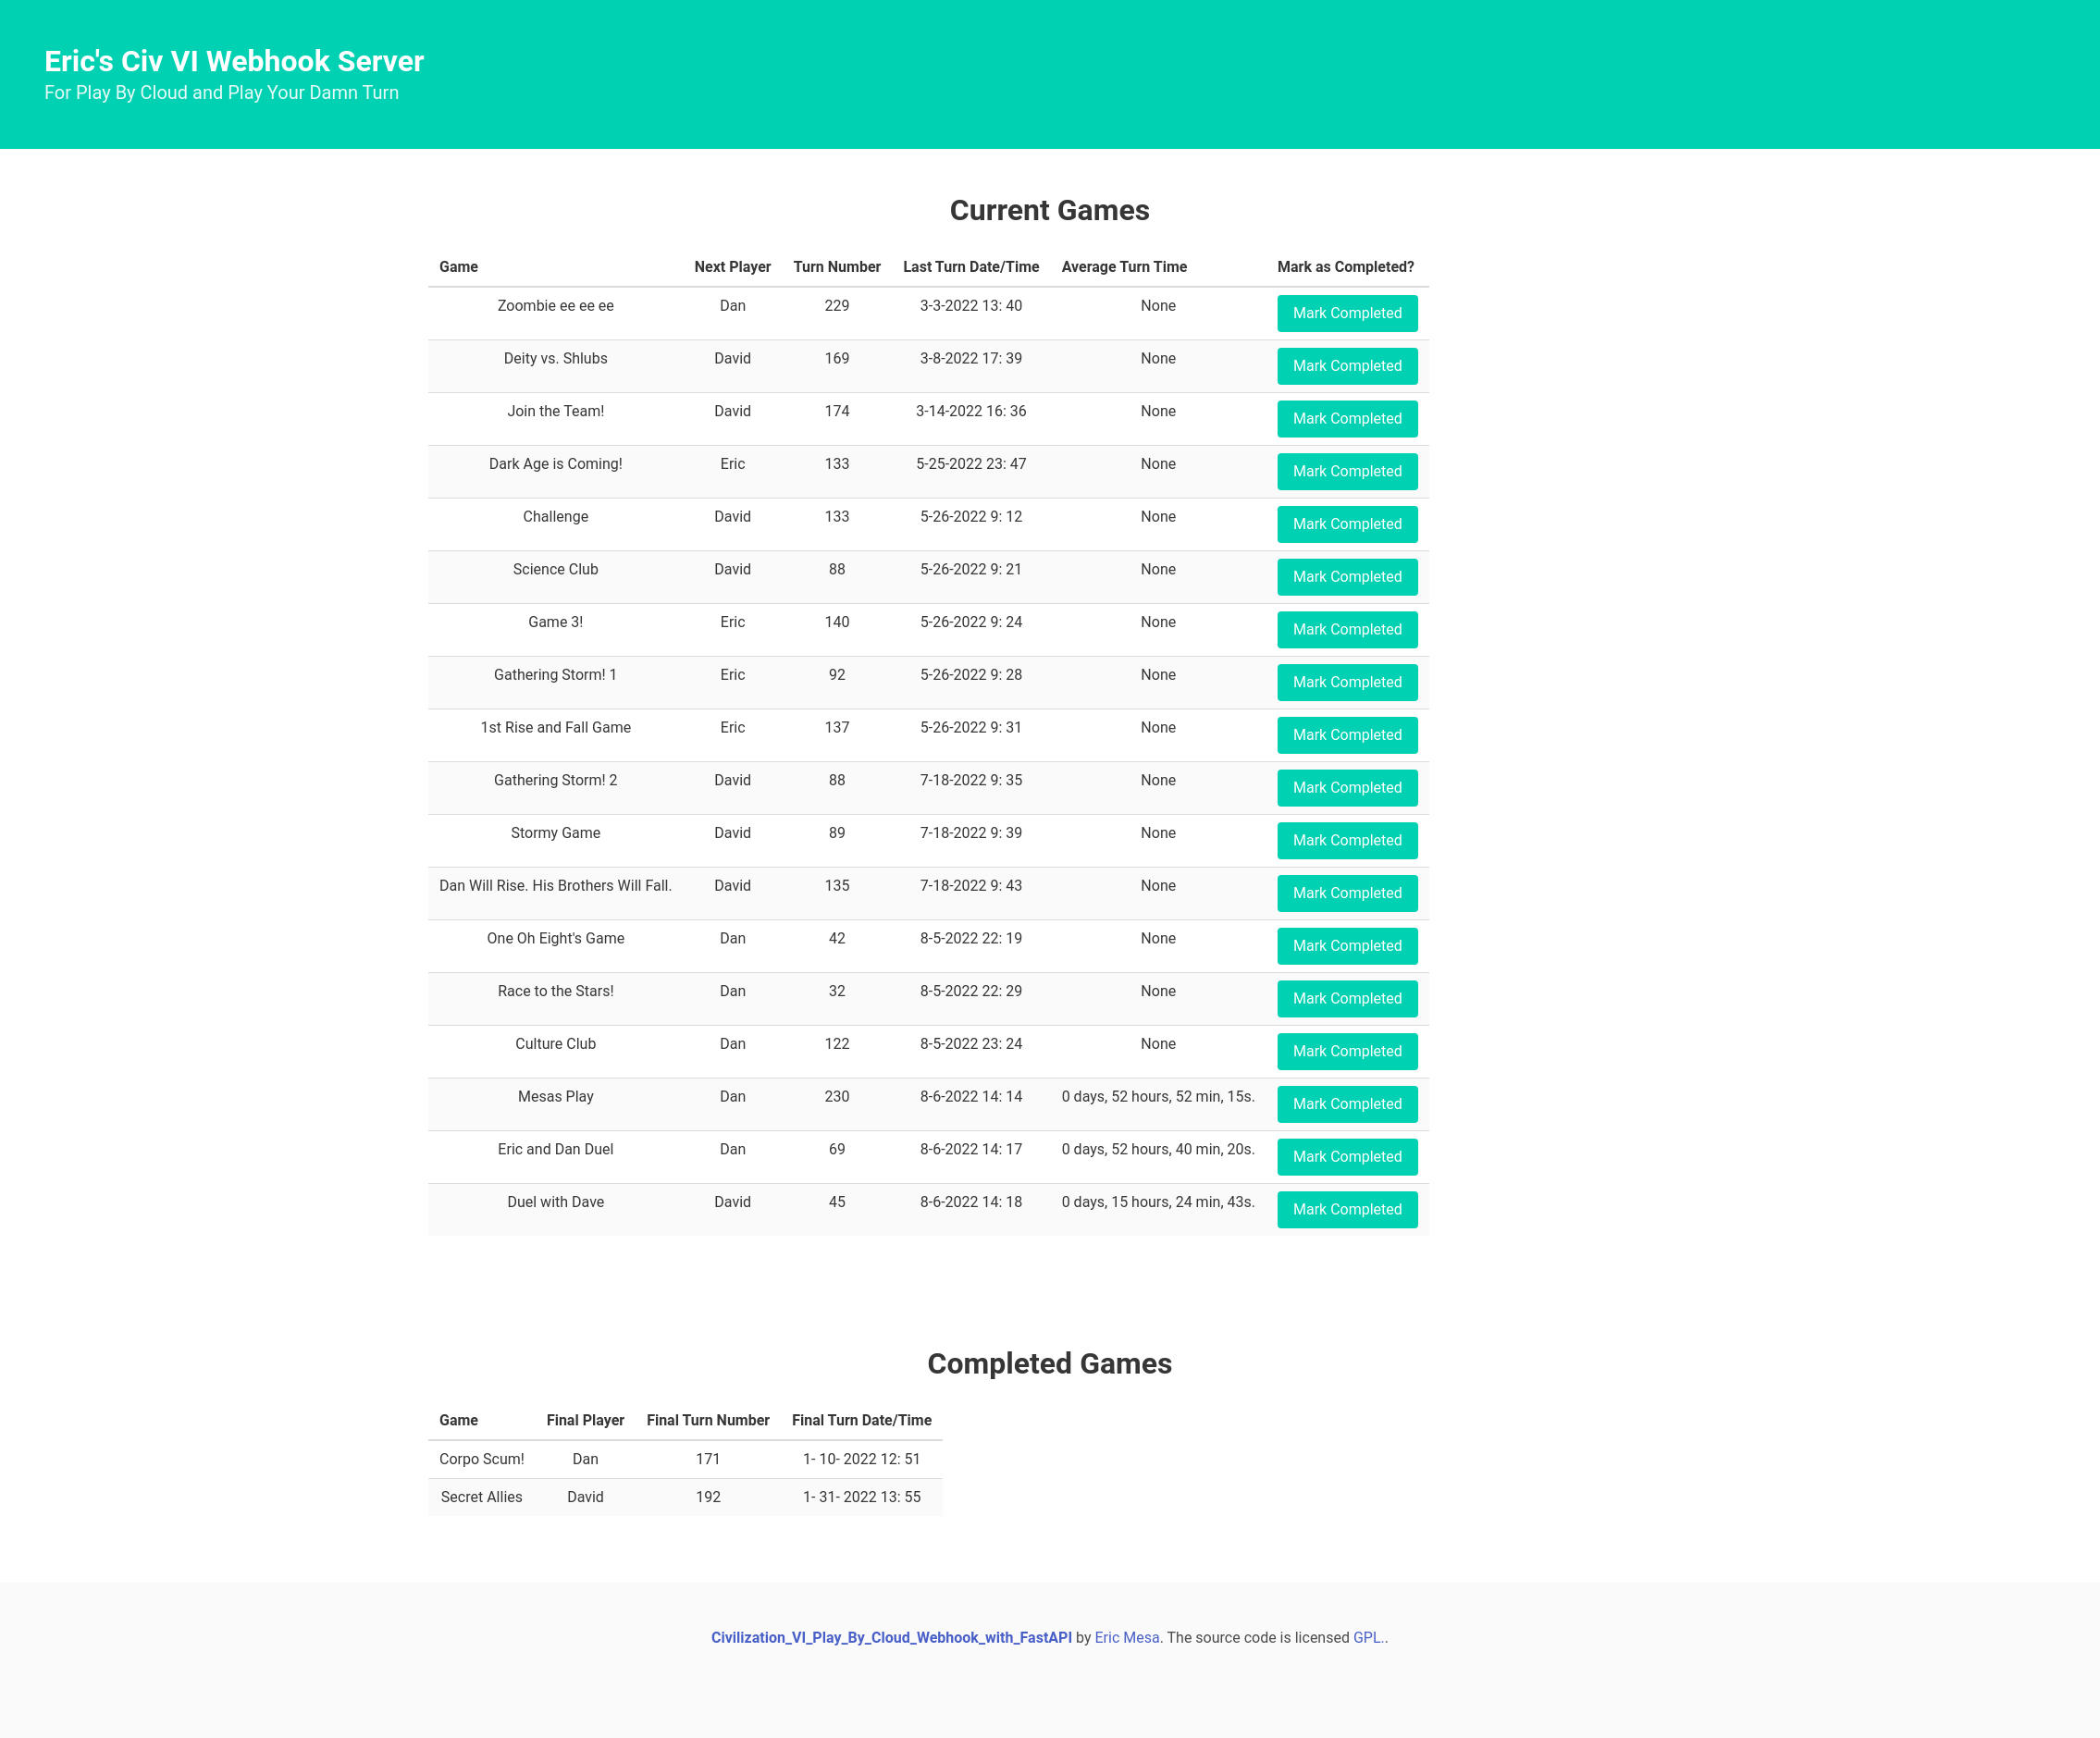 Eric's Civ VI Webhook Server
For Play By Cloud and Play Your Damn Turn
Current Games
Game Next Player Turn Number Last Turn Date/Time Average Turn Time Mark as Completed?
Zoombie ee ee ee Dan 229 3-3-2022 13: 40 None Mark Completed
Deity vs. Shlubs David 169 3-8-2022 17: 39 None Mark Completed
Join the Team! David 174 3-14-2022 16: 36 None Mark Completed
Dark Age is Coming! Eric 133 5-25-2022 23: 47 None Mark Completed
Challenge David 133 5-26-2022 9: 12 None Mark Completed
Science Club David 88 5-26-2022 9: 21 None Mark Completed
Game 3! Eric 140 5-26-2022 9: 24 None Mark Completed
Gathering Storm! 1 Eric 92 5-26-2022 9: 28 None Mark Completed
1st Rise and Fall Game Eric 137 5-26-2022 9: 31 None Mark Completed
Gathering Storm! 2 David 88 7-18-2022 9: 35 None Mark Completed
Stormy Game David 89 7-18-2022 9: 39 None Mark Completed
Dan Will Rise. His Brothers Will Fall. David 135 7-18-2022 9: 43 None Mark Completed
One Oh Eight's Game Dan 42 8-5-2022 22: 19 None Mark Completed
Race to the Stars! Dan 32 8-5-2022 22: 29 None Mark Completed
Culture Club Dan 122 8-5-2022 23: 24 None Mark Completed
Mesas Play Dan 230 8-6-2022 14: 14 0 days, 52 hours, 52 min, 15s. Mark Completed
Eric and Dan Duel Dan 69 8-6-2022 14: 17 0 days, 52 hours, 40 min, 20s. Mark Completed
Duel with Dave David 45 8-6-2022 14: 18 0 days, 15 hours, 24 min, 43s. Mark Completed
Completed Games
Game Final Player Final Turn Number Final Turn Date/Time
Corpo Scum! Dan 171 1- 10- 2022 12: 51
Secret Allies David 192 1- 31- 2022 13: 55
Civilization_VI_Play_By_Cloud_Webhook_with_FastAPI by Eric Mesa. The source code is licensed GPL..